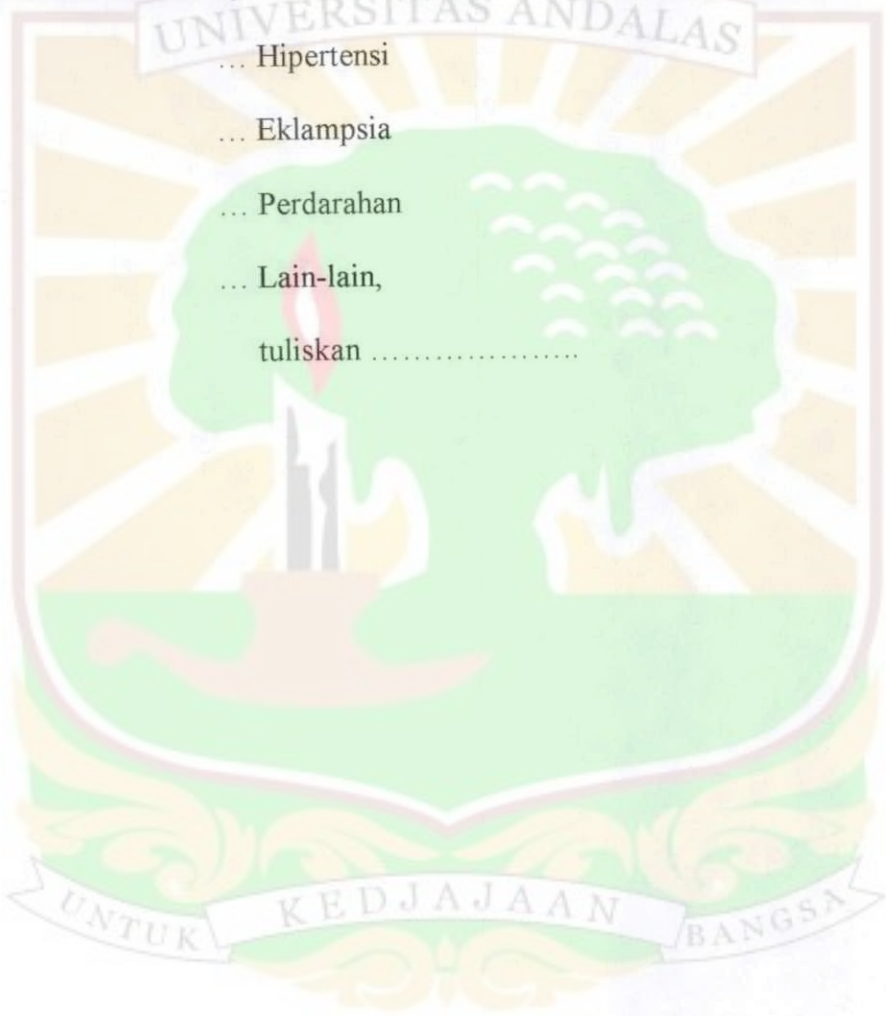 UNIVERSITAS ANDALAS
... Hipertensi
... Eklampsia
... Perdarahan
... Lain-lain,
tuliskan ....................
UNTUK KEDJAJAAN BANGSA